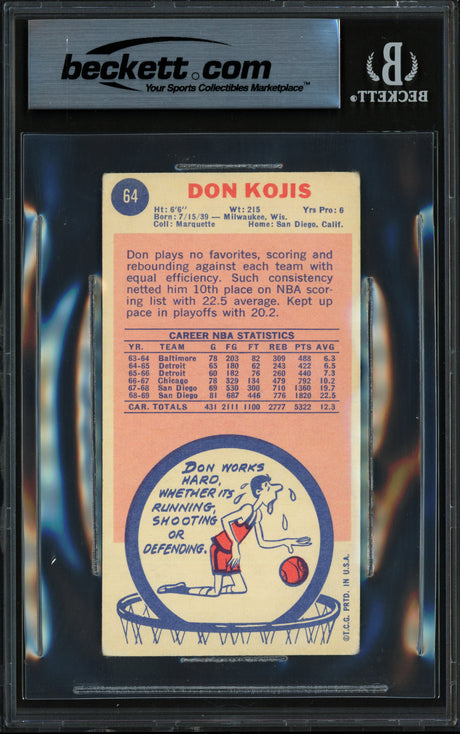 beckett.com
Your Sports Collectibles Marketplace™
B
BECKETT®
64
DON KOJIS
Ht: 6'6" Wt: 215 Yrs Pro: 6
Born: 7/15/39 — Milwaukee, Wis.
Coll: Marquette Home: San Diego, Calif.
Don plays no favorites, scoring and
rebounding against each team with
equal efficiency. Such consistency
netted him 10th place on NBA scor-
ing list with 22.5 average. Kept up
pace in playoffs with 20.2.
CAREER NBA STATISTICS
YR. TEAM G FG FT REB PTS AVG
63-64 Baltimore 78 203 82 309 488 6.3
64-65 Detroit 65 180 62 243 422 6.5
65-66 Detroit 60 182 76 260 440 7.3
66-67 Chicago 78 329 134 479 792 10.2
67-68 San Diego 69 530 300 710 1360 19.7
68-69 San Diego 81 687 446 776 1820 22.5
CAR. TOTALS 431 2111 1100 2777 5322 12.3
DON WORKS
HARD,
WHETHER ITS
RUNNING,
SHOOTING
OR
DEFENDING.
©T.C.G. PRTD. IN U.S.A.